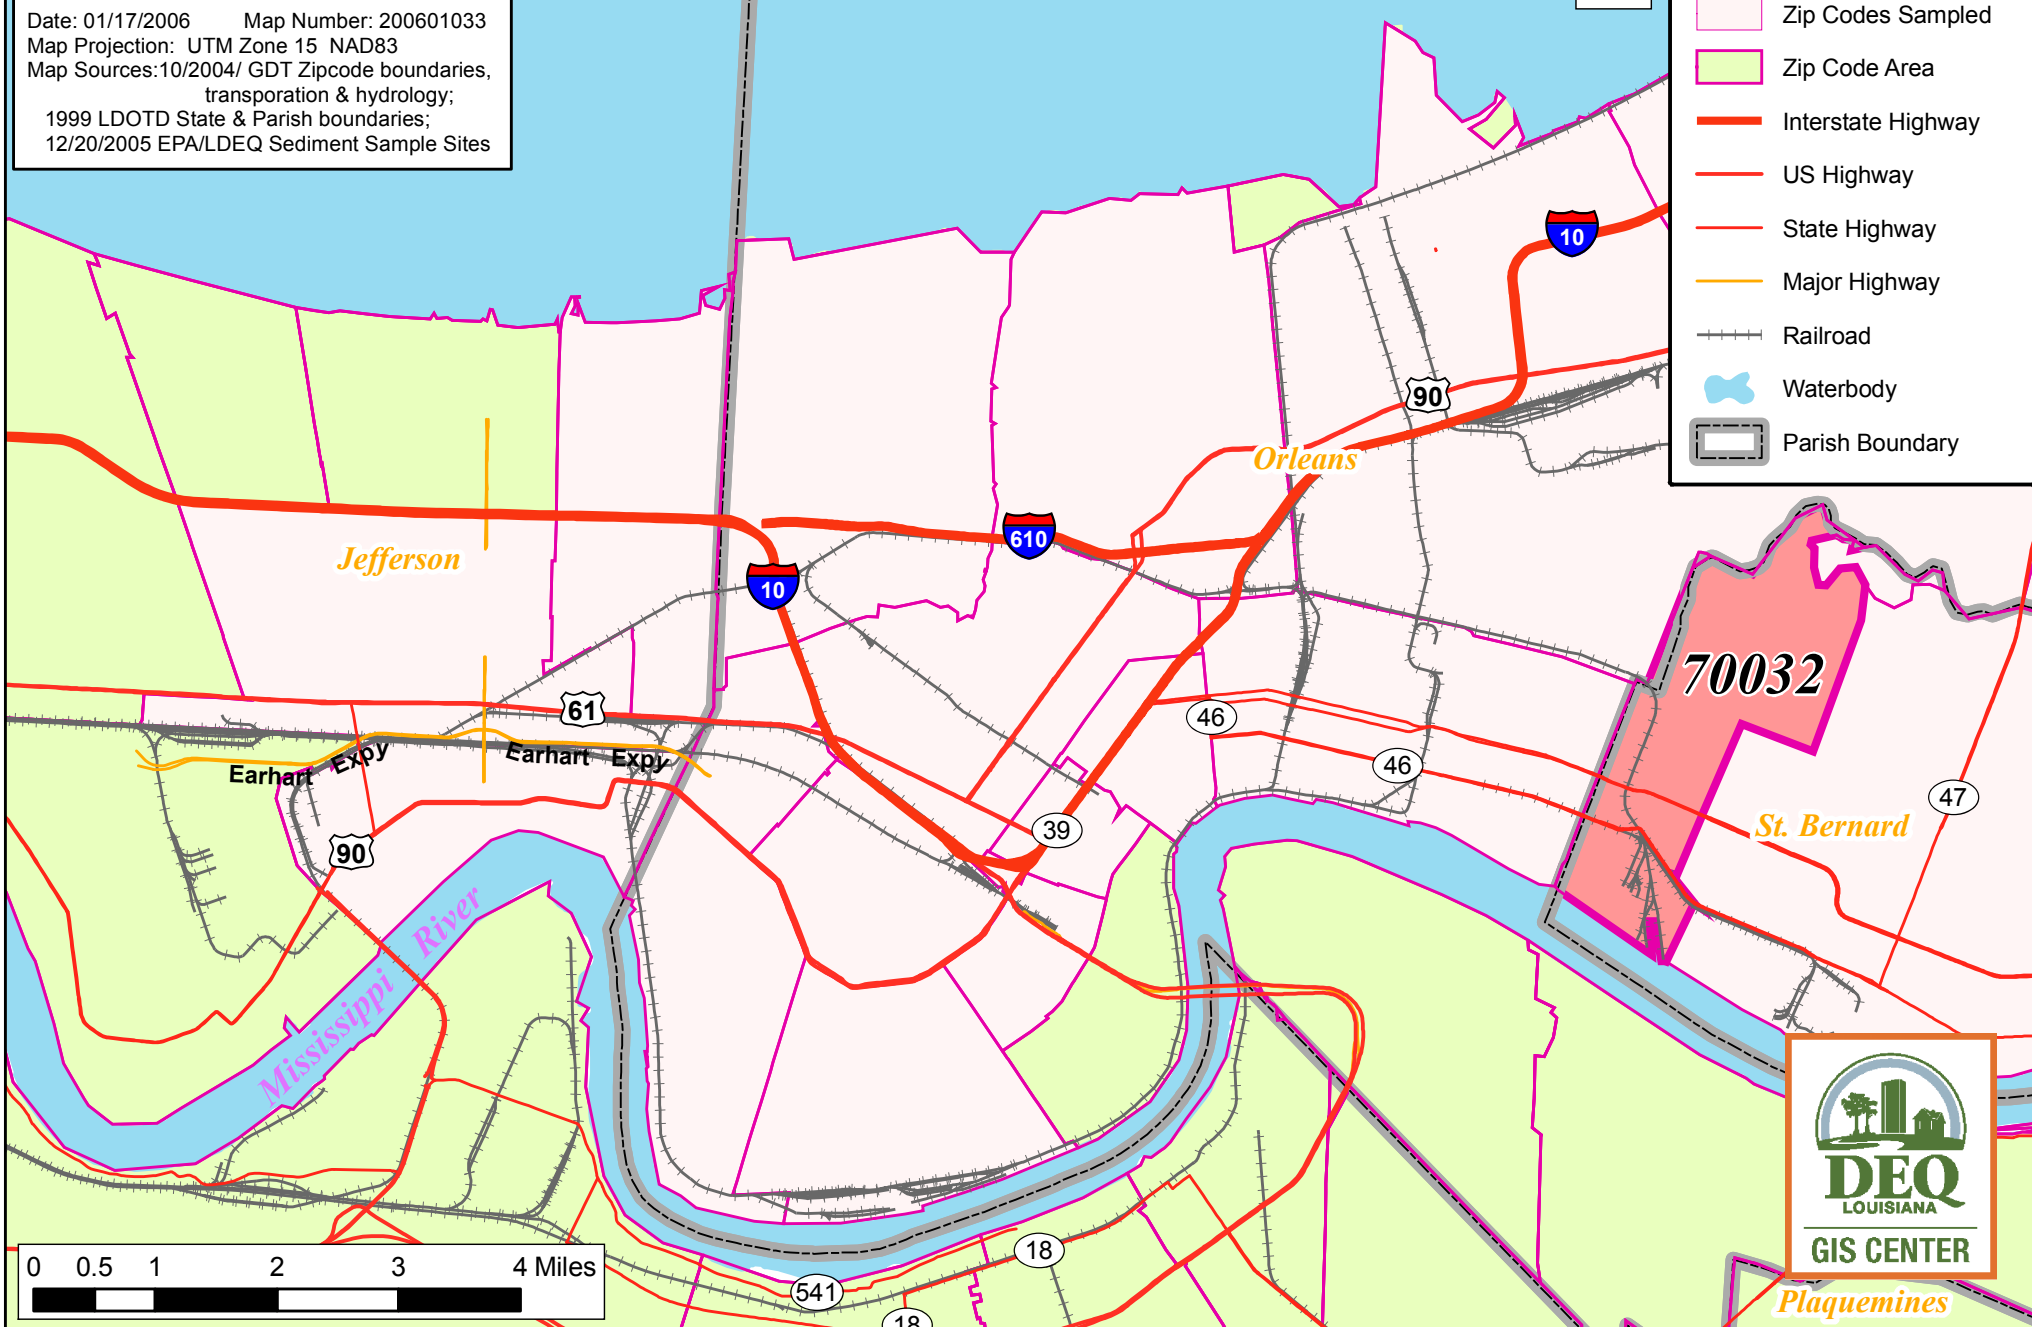 Date: 01/17/2006 Map Number: 200601033
Map Projection: UTM Zone 15 NAD83
Map Sources:10/2004/ GDT Zipcode boundaries,
transporation & hydrology;
1999 LDOTD State & Parish boundaries;
12/20/2005 EPA/LDEQ Sediment Sample Sites
Zip Codes Sampled
Zip Code Area
Interstate Highway
US Highway
State Highway
Major Highway
Railroad
Waterbody
Parish Boundary
10
90
Orleans
610
Jefferson
10
70032
61
46
Earhart Expy
Earhart Expy
46
47
39
St. Bernard
90
Mississippi River
DEQ
LOUISIANA
GIS CENTER
18
541
18
Plaquemines
0 0.5 1 2 3 4 Miles